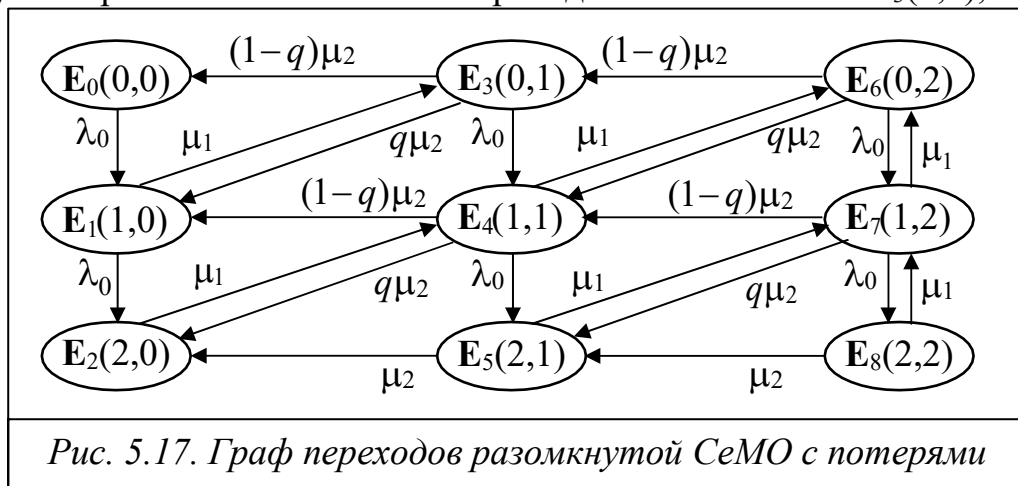 ₅( , ),
(1−q)μ₂ (1−q)μ₂
E₀(0,0) E₃(0,1) E₆(0,2)
λ₀ μ₁ qμ₂ λ₀ μ₁ qμ₂ λ₀ μ₁
(1−q)μ₂ (1−q)μ₂
E₁(1,0) E₄(1,1) E₇(1,2)
λ₀ μ₁ qμ₂ λ₀ μ₁ qμ₂ λ₀ μ₁
E₂(2,0) E₅(2,1) E₈(2,2)
μ₂ μ₂
Рис. 5.17. Граф переходов разомкнутой СеМО с потерями